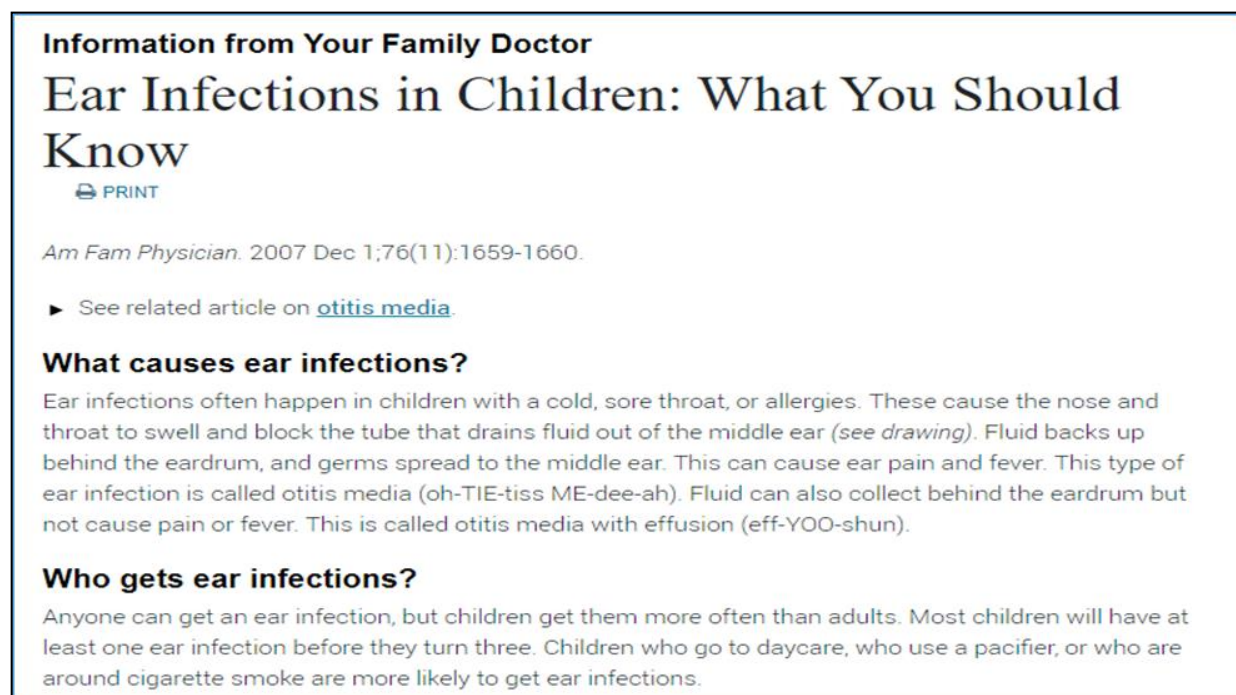 Information from Your Family Doctor
Ear Infections in Children: What You Should
Know
PRINT
Am Fam Physician. 2007 Dec 1;76(11):1659-1660.
► See related article on otitis media.
What causes ear infections?
Ear infections often happen in children with a cold, sore throat, or allergies. These cause the nose and
throat to swell and block the tube that drains fluid out of the middle ear (see drawing). Fluid backs up
behind the eardrum, and germs spread to the middle ear. This can cause ear pain and fever. This type of
ear infection is called otitis media (oh-TIE-tiss ME-dee-ah). Fluid can also collect behind the eardrum but
not cause pain or fever. This is called otitis media with effusion (eff-YOO-shun).
Who gets ear infections?
Anyone can get an ear infection, but children get them more often than adults. Most children will have at
least one ear infection before they turn three. Children who go to daycare, who use a pacifier, or who are
around cigarette smoke are more likely to get ear infections.